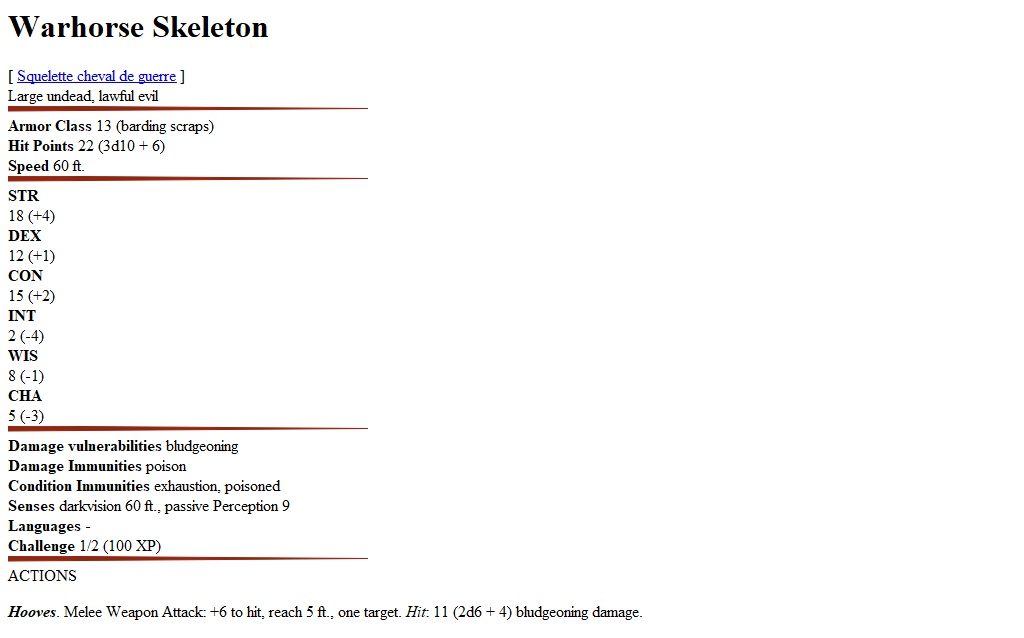 Warhorse Skeleton
[ Squelette cheval de guerre ]
Large undead, lawful evil
Armor Class 13 (barding scraps)
Hit Points 22 (3d10 + 6)
Speed 60 ft.
STR
18 (+4)
DEX
12 (+1)
CON
15 (+2)
INT
2 (-4)
WIS
8 (-1)
CHA
5 (-3)
Damage vulnerabilities bludgeoning
Damage Immunities poison
Condition Immunities exhaustion, poisoned
Senses darkvision 60 ft., passive Perception 9
Languages -
Challenge 1/2 (100 XP)
ACTIONS
Hooves. Melee Weapon Attack: +6 to hit, reach 5 ft., one target. Hit: 11 (2d6 + 4) bludgeoning damage.